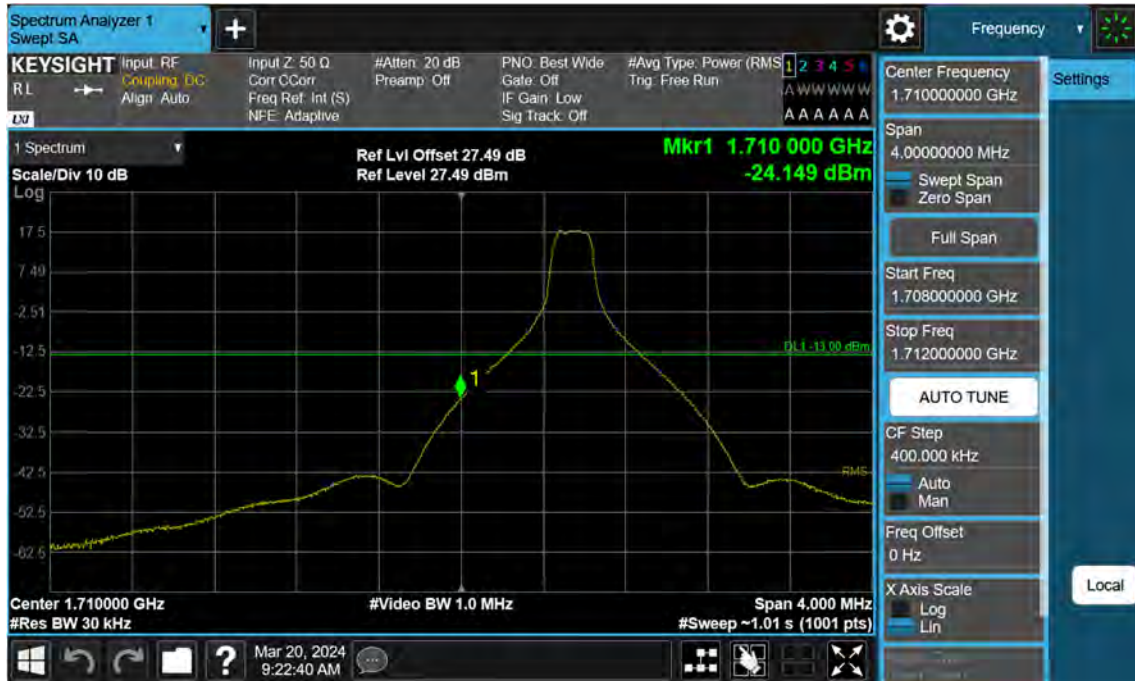 Spectrum Analyzer 1
Swept SA
Frequency
KEYSIGHT
RL
LXI
Input: RF
Coupling: DC
Align: Auto
Input Z: 50 Ω
Corr CCorr
Freq Ref: Int (S)
NFE: Adaptive
#Atten: 20 dB
Preamp: Off
PNO: Best Wide
Gate: Off
IF Gain: Low
Sig Track: Off
#Avg Type: Power (RMS
Trig: Free Run
1 2 3 4 5 6
A W W W W W
A A A A A A
1 Spectrum
Scale/Div 10 dB
Log
Ref Lvl Offset 27.49 dB
Ref Level 27.49 dBm
Mkr1 1.710 000 GHz
-24.149 dBm
17.5
7.49
-2.51
-12.5
-22.5
-32.5
-42.5
-52.5
-62.5
DL1 -13.00 dBm
1
RMS
Center 1.710000 GHz
#Res BW 30 kHz
#Video BW 1.0 MHz
Span 4.000 MHz
#Sweep ~1.01 s (1001 pts)
Center Frequency
1.710000000 GHz
Settings
Span
4.00000000 MHz
Swept Span
Zero Span
Full Span
Start Freq
1.708000000 GHz
Stop Freq
1.712000000 GHz
AUTO TUNE
CF Step
400.000 kHz
Auto
Man
Freq Offset
0 Hz
X Axis Scale
Log
Lin
Local
?
Mar 20, 2024
9:22:40 AM